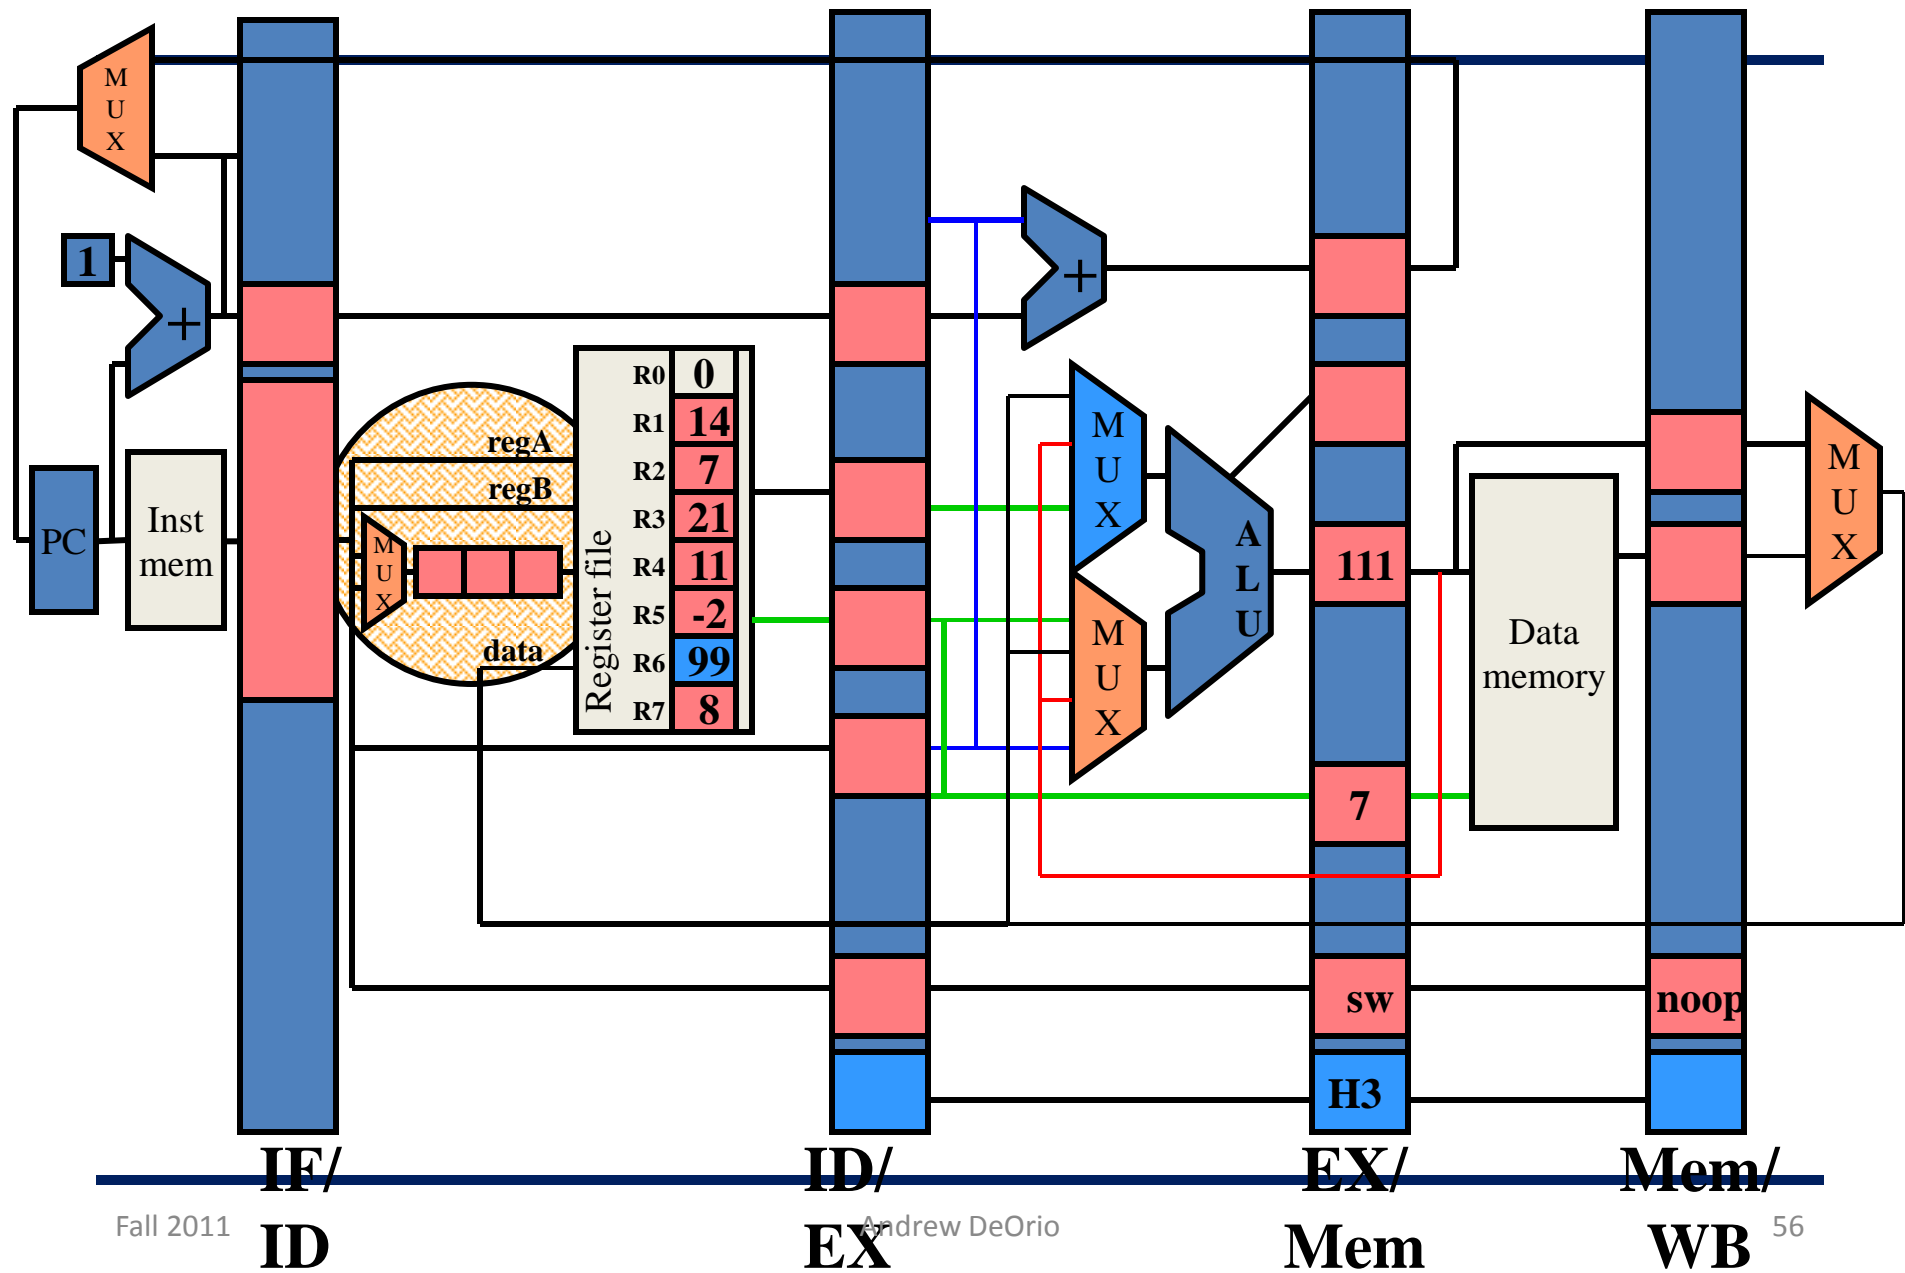 M
U
X
1
+
+
R0 0
R1 14
R2 7
R3 21
R4 11
R5 -2
R6 99
R7 8
Register file
regA
regB
data
M
U
X
PC
Inst
mem
M
U
X
M
U
X
A
L
U
111
7
sw
H3
Data
memory
noop
M
U
X
IF/
ID
ID/
EX
EX/
Mem
Mem/
WB
Fall 2011
Andrew DeOrio
56